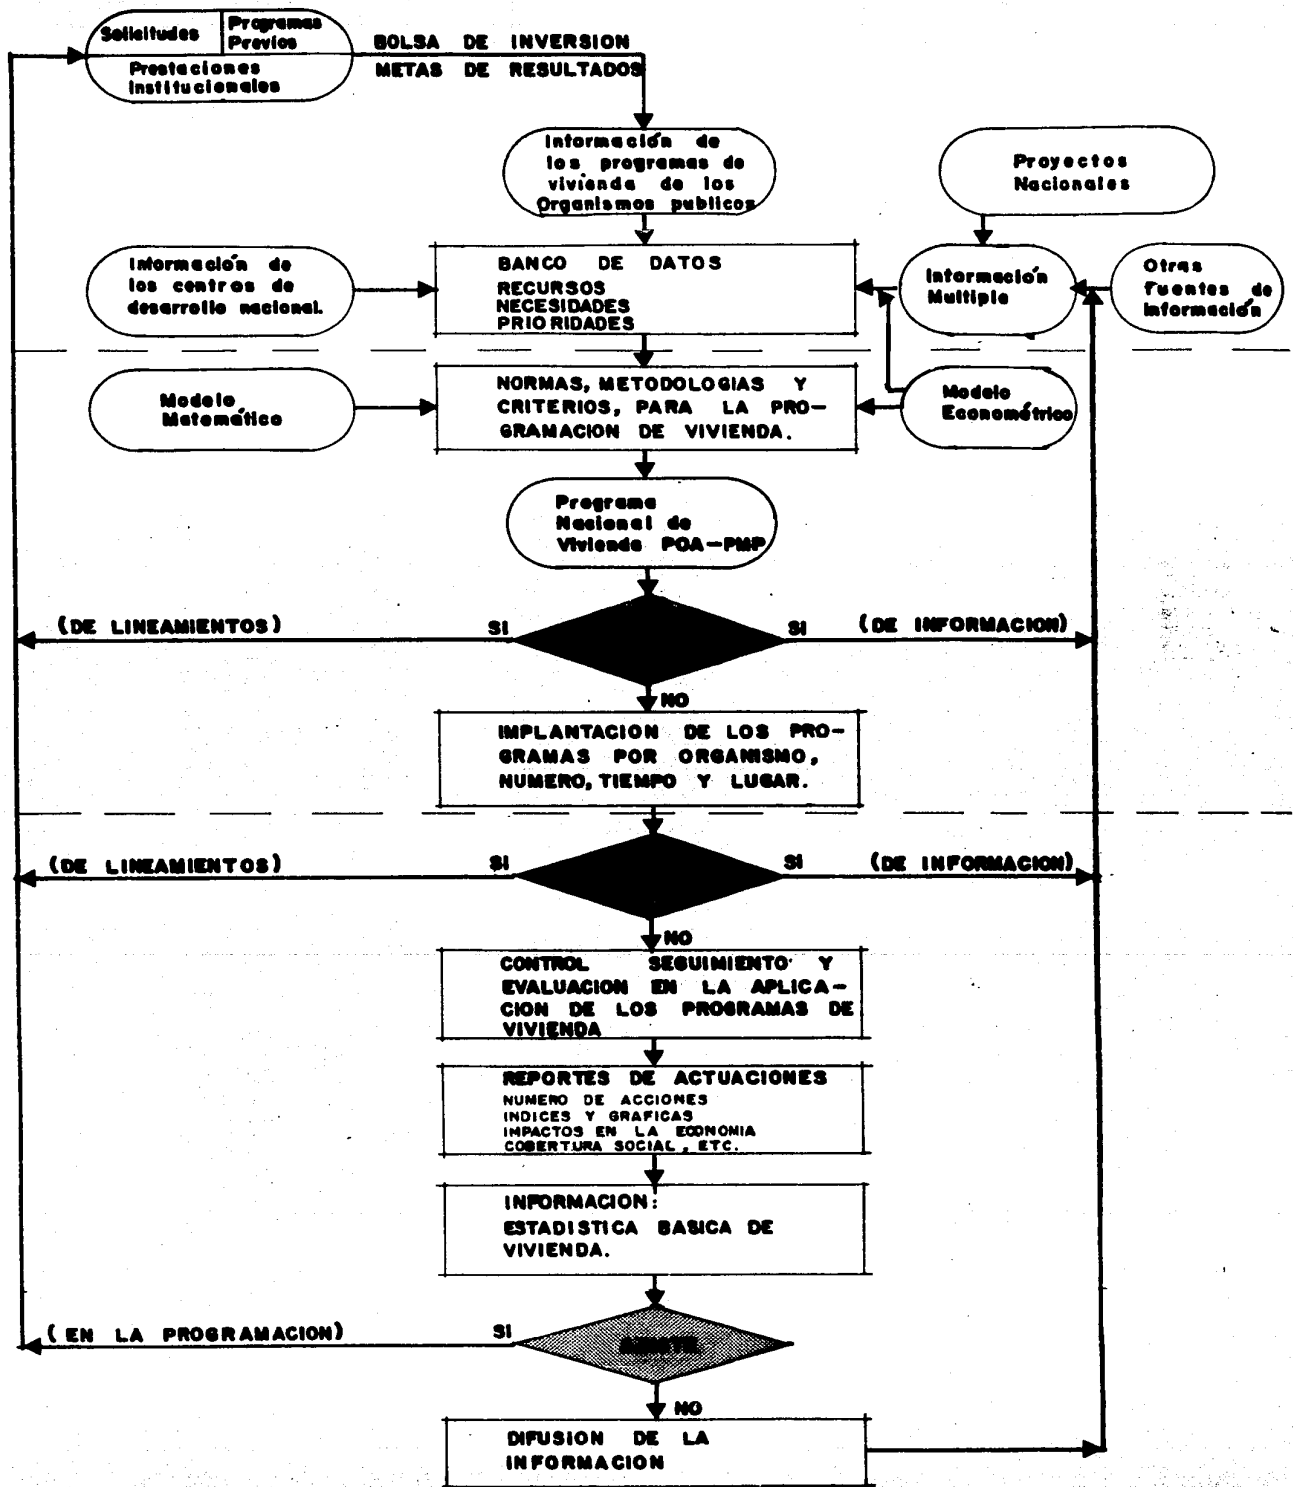 Solicitudes
Programas
Previos
Prestaciones
Institucionales
BOLSA DE INVERSION
METAS DE RESULTADOS
Información de
los programas de
vivienda de los
Organismos publicos
Proyectos
Nacionales
Información de
los centros de
desarrollo nacional.
BANCO DE DATOS
RECURSOS
NECESIDADES
PRIORIDADES
Información
Multiple
Otras
fuentes de
información
Modelo
Matemático
NORMAS, METODOLOGIAS Y
CRITERIOS, PARA LA PRO-
GRAMACION DE VIVIENDA.
Modelo
Econométrico
Programa
Nacional de
Vivienda POA-PMP
(DE LINEAMIENTOS) SI
SI (DE INFORMACION)
NO
IMPLANTACION DE LOS PRO-
GRAMAS POR ORGANISMO,
NUMERO, TIEMPO Y LUGAR.
(DE LINEAMIENTOS) SI
SI (DE INFORMACION)
NO
CONTROL SEGUIMIENTO Y
EVALUACION EN LA APLICA-
CION DE LOS PROGRAMAS DE
VIVIENDA
REPORTES DE ACTUACIONES
NUMERO DE ACCIONES
INDICES Y GRAFICAS
IMPACTOS EN LA ECONOMIA
COBERTURA SOCIAL, ETC.
INFORMACION:
ESTADISTICA BASICA DE
VIVIENDA.
(EN LA PROGRAMACION) SI
NO
DIFUSION DE LA
INFORMACION